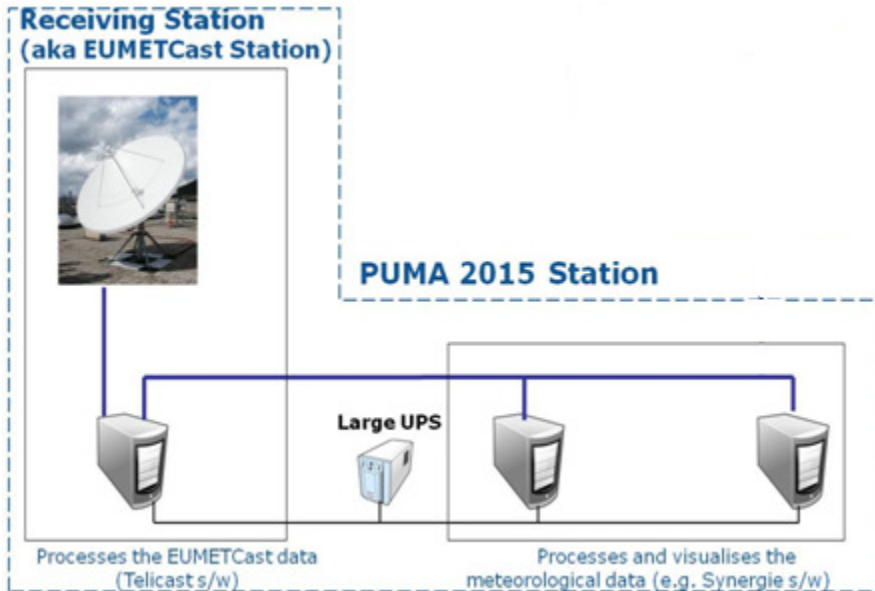 Receiving Station
(aka EUMETCast Station)
PUMA 2015 Station
Large UPS
Processes the EUMETCast data
(Telicast s/w)
Processes and visualises the
meteorological data (e.g. Synergie s/w)